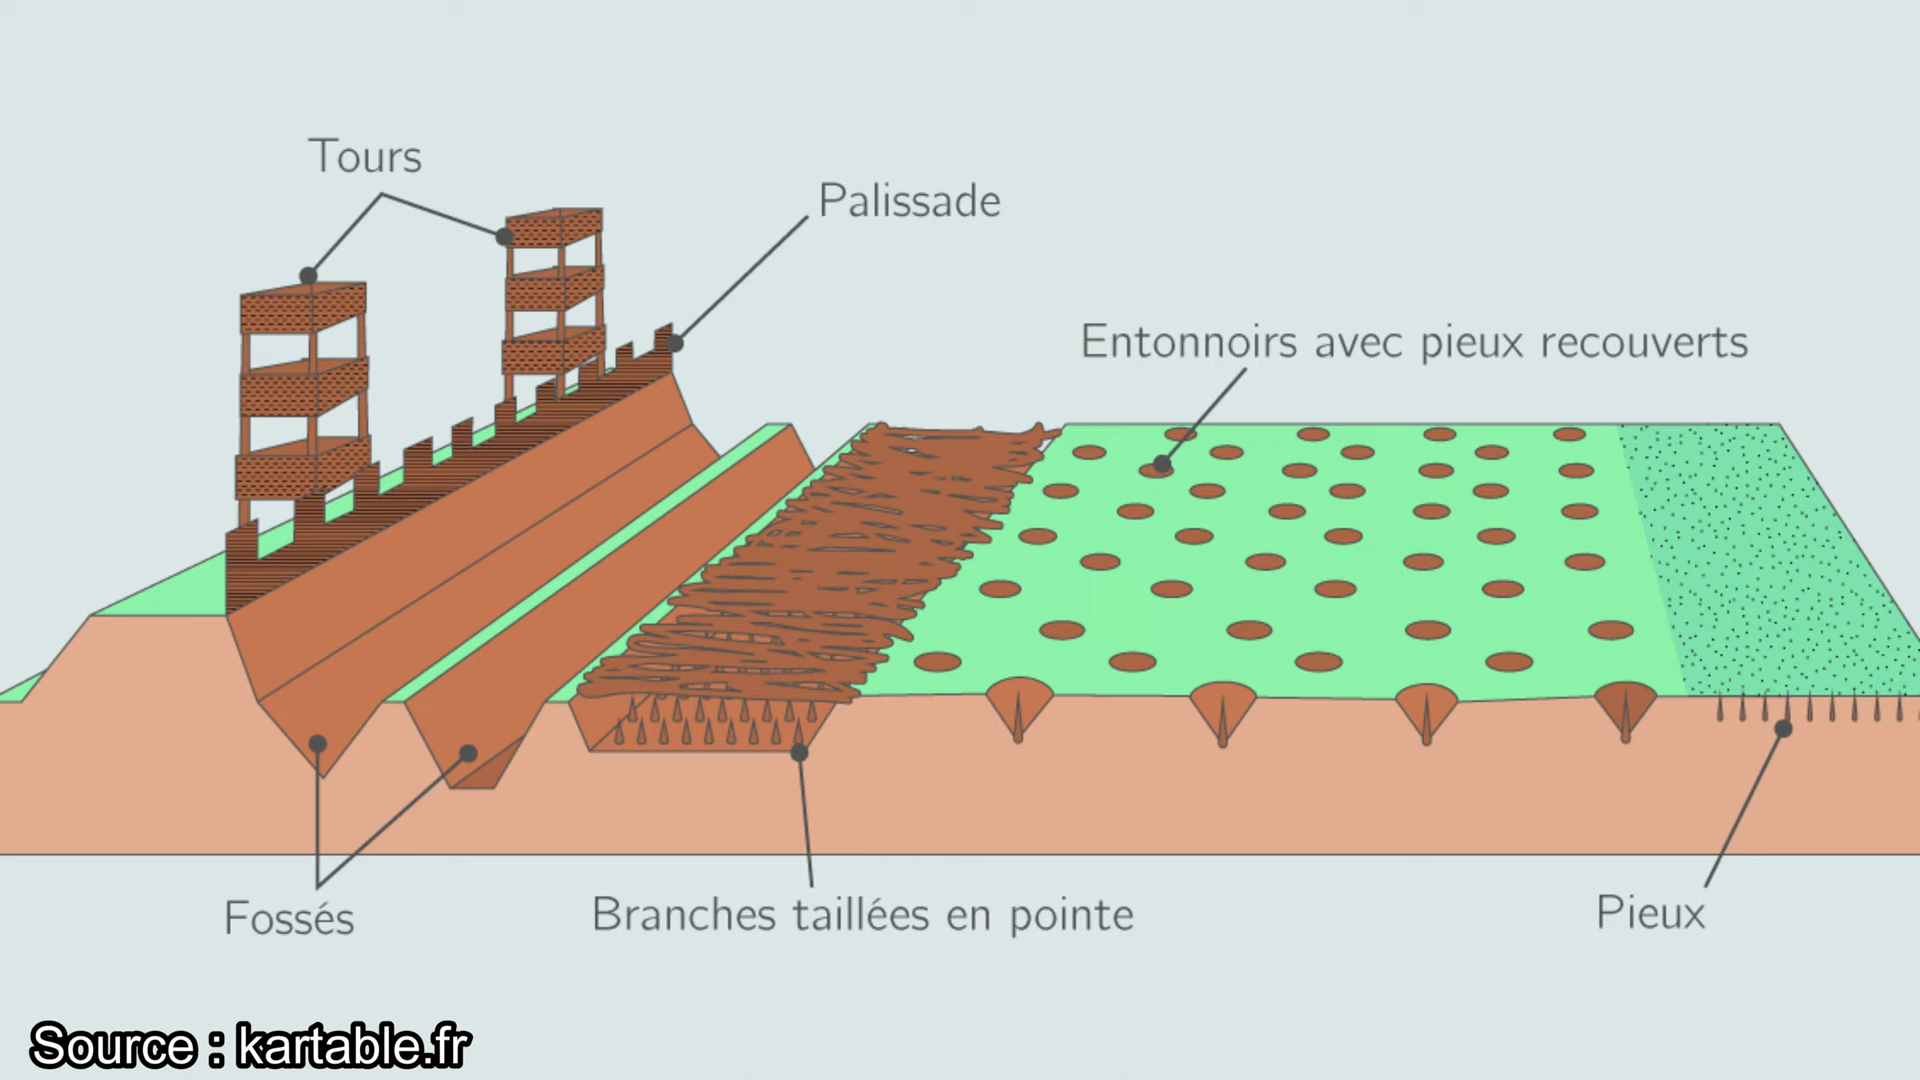 Tours
Palissade
Entonnoirs avec pieux recouverts
Fossés
Branches taillées en pointe
Pieux
Source : kartable.fr